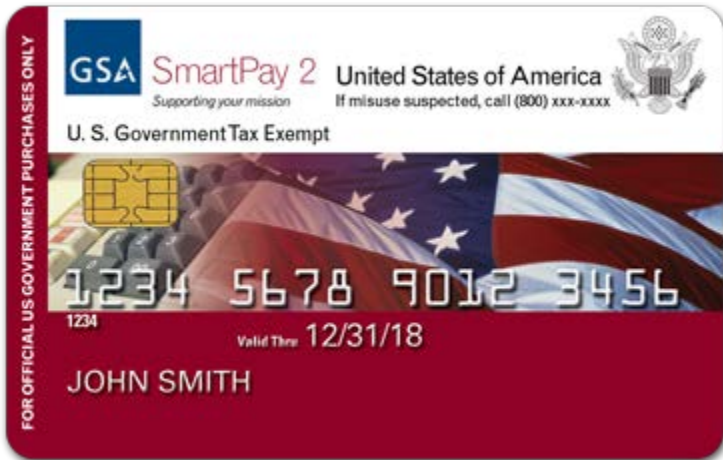 FOR OFFICIAL US GOVERNMENT PURCHASES ONLY
GSA SmartPay 2
Supporting your mission
United States of America
If misuse suspected, call (800) xxx-xxxx
U. S. Government Tax Exempt
1234 5678 9012 3456
1234
Valid Thru 12/31/18
JOHN SMITH